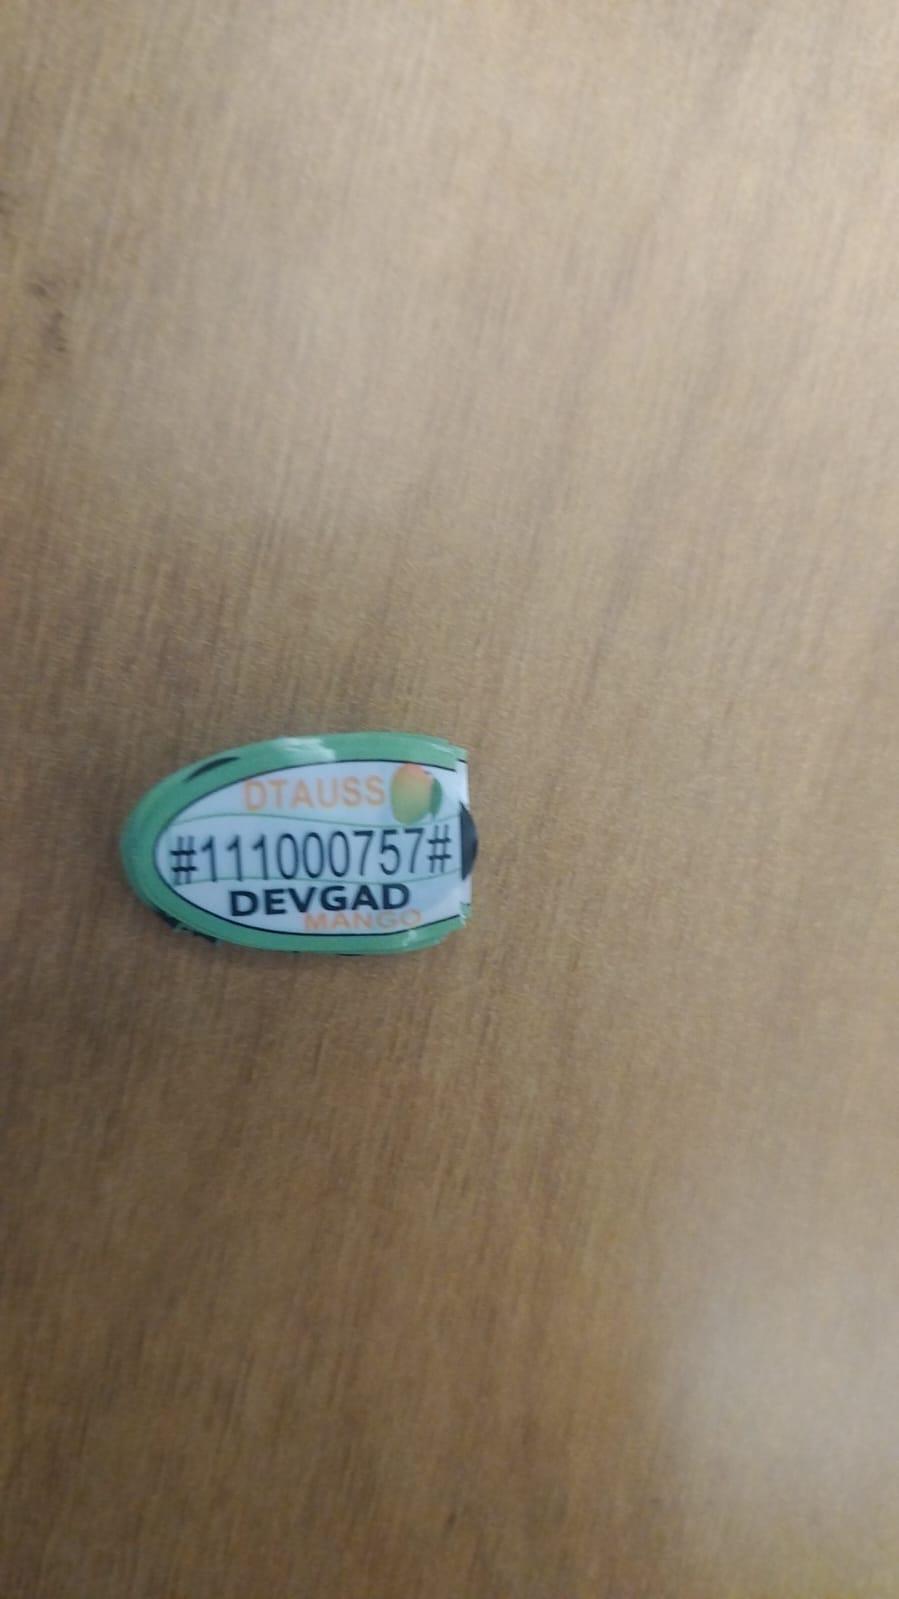 DTAUSS
#111000757#
DEVGAD
MANGO